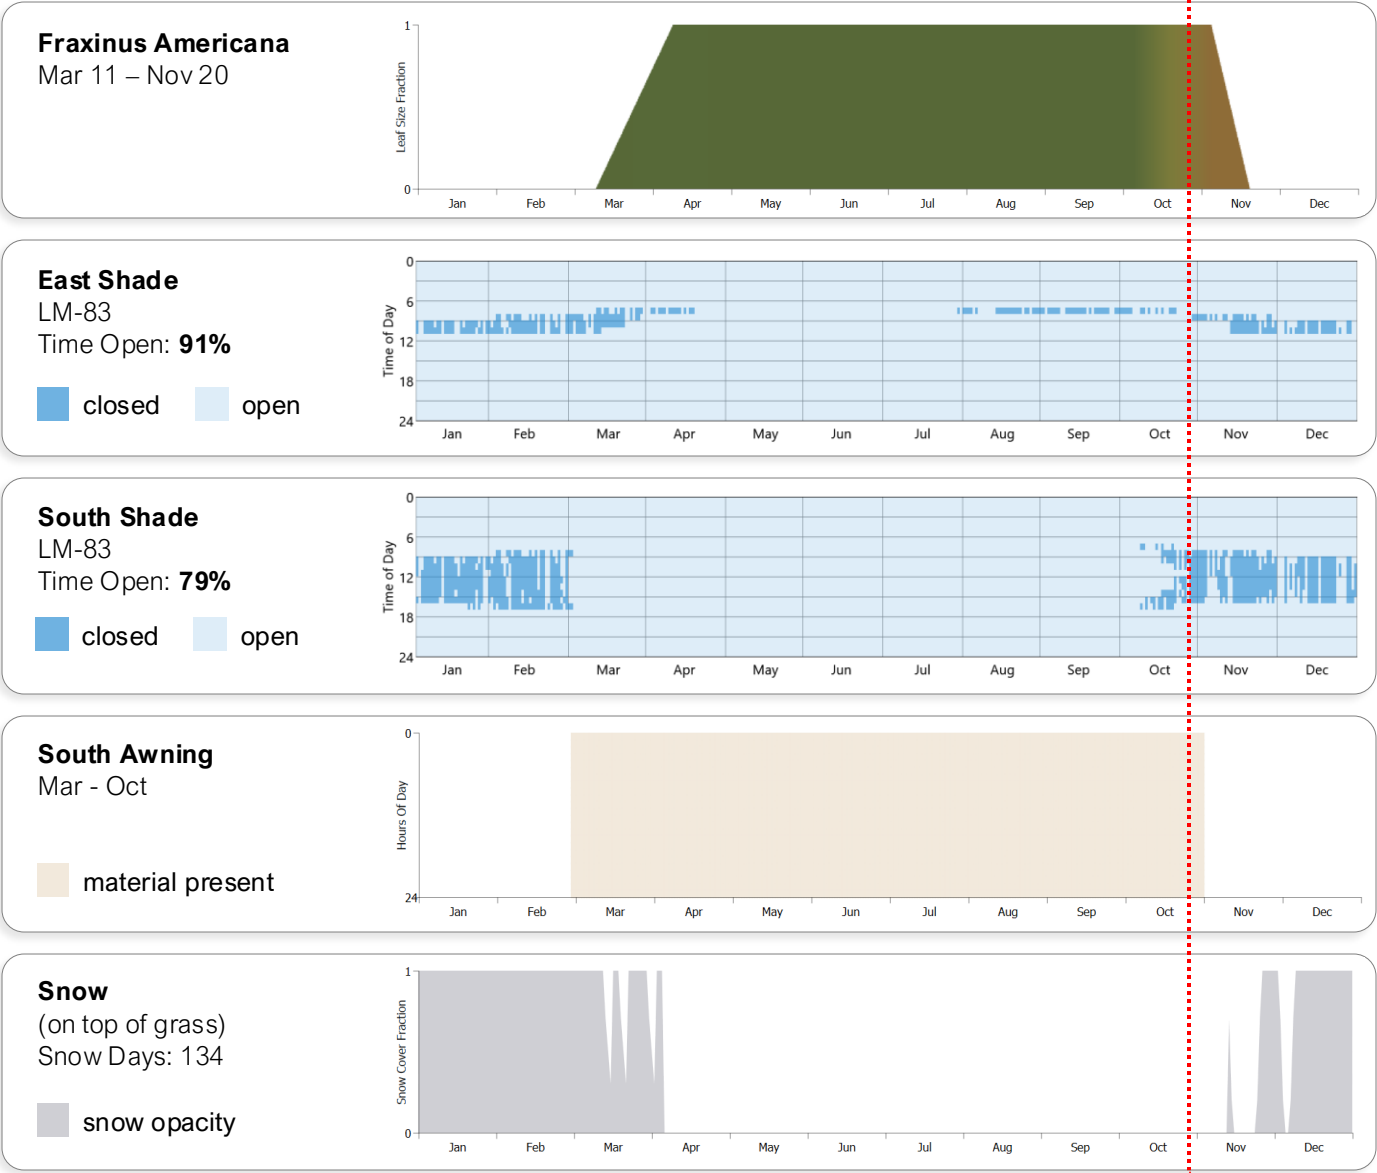 Fraxinus Americana
Mar 11 – Nov 20
Leaf Size Fraction
1
0
Jan Feb Mar Apr May Jun Jul Aug Sep Oct Nov Dec
East Shade
LM-83
Time Open: 91%
closed open
Time of Day
0
6
12
18
24
Jan Feb Mar Apr May Jun Jul Aug Sep Oct Nov Dec
South Shade
LM-83
Time Open: 79%
closed open
Time of Day
0
6
12
18
24
Jan Feb Mar Apr May Jun Jul Aug Sep Oct Nov Dec
South Awning
Mar - Oct
material present
Hours Of Day
0
24
Jan Feb Mar Apr May Jun Jul Aug Sep Oct Nov Dec
Snow
(on top of grass)
Snow Days: 134
snow opacity
Snow Cover Fraction
1
0
Jan Feb Mar Apr May Jun Jul Aug Sep Oct Nov Dec